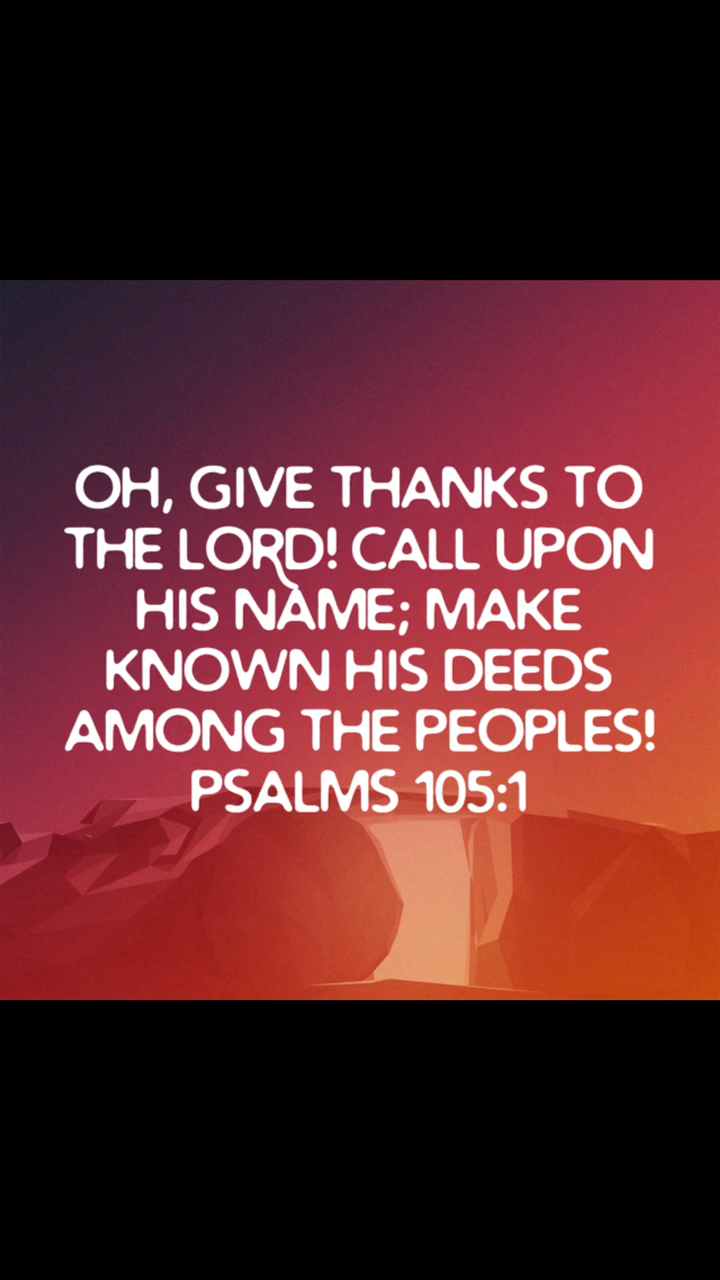 OH, GIVE THANKS TO
THE LORD! CALL UPON
HIS NAME; MAKE
KNOWN HIS DEEDS
AMONG THE PEOPLES!
PSALMS 105:1